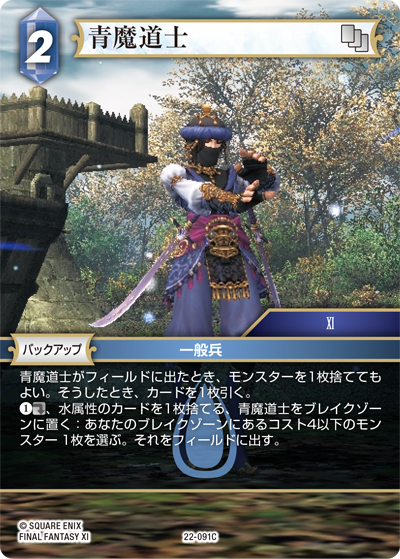 2
青魔道士
XI
バックアップ
一般兵
青魔道士がフィールドに出たとき、モンスターを1枚捨てても
よい。そうしたとき、カードを1枚引く。
❶、水属性のカードを1枚捨てる、青魔道士をブレイクゾー
ンに置く：あなたのブレイクゾーンにあるコスト4以下のモン
スター 1枚を選ぶ。それをフィールドに出す。
© SQUARE ENIX
FINAL FANTASY XI
22-091C